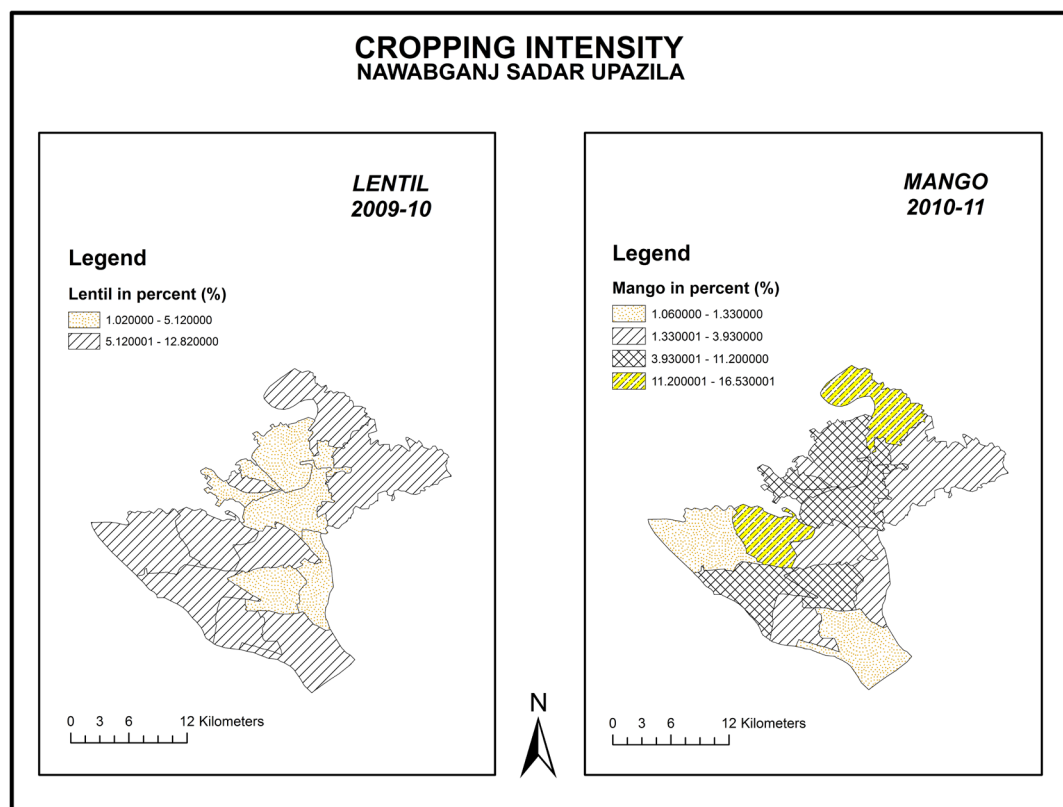 CROPPING INTENSITY
NAWABGANJ SADAR UPAZILA
LENTIL
2009-10
Legend
Lentil in percent (%)
1.020000 - 5.120000
5.120001 - 12.820000
0 3 6 12 Kilometers
N
MANGO
2010-11
Legend
Mango in percent (%)
1.060000 - 1.330000
1.330001 - 3.930000
3.930001 - 11.200000
11.200001 - 16.530001
0 3 6 12 Kilometers